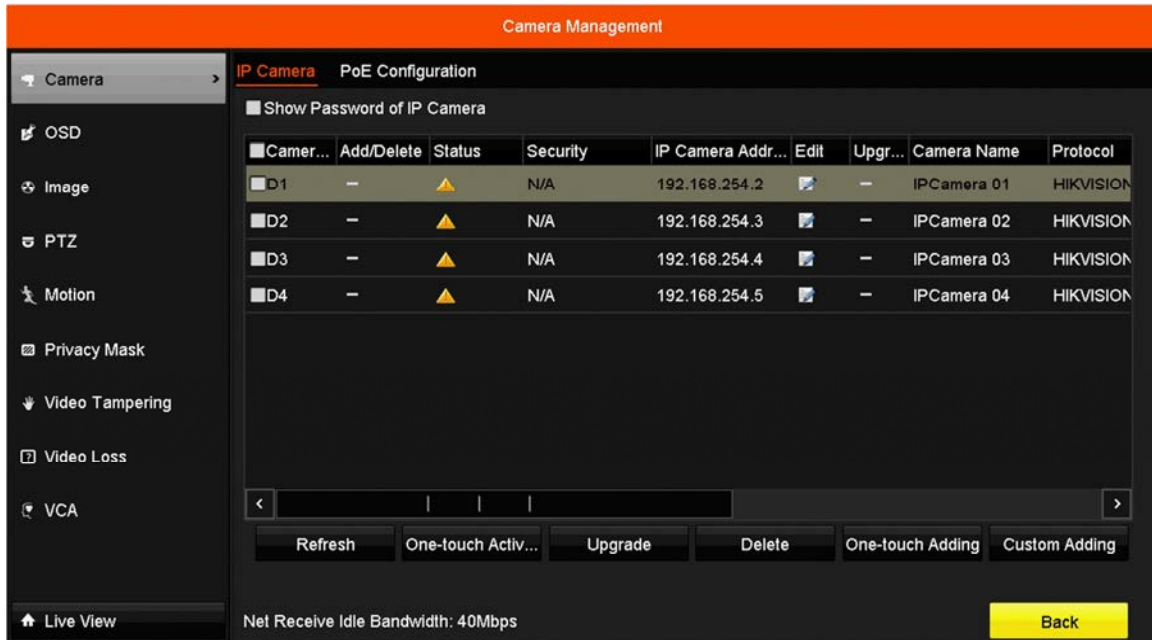 Camera Management
Camera
IP Camera PoE Configuration
Show Password of IP Camera
OSD
Camer... Add/Delete Status Security IP Camera Addr... Edit Upgr... Camera Name Protocol
Image
D1 N/A 192.168.254.2 IPCamera 01 HIKVISION
D2 N/A 192.168.254.3 IPCamera 02 HIKVISION
PTZ
D3 N/A 192.168.254.4 IPCamera 03 HIKVISION
Motion
D4 N/A 192.168.254.5 IPCamera 04 HIKVISION
Privacy Mask
Video Tampering
Video Loss
VCA
Refresh One-touch Activ... Upgrade Delete One-touch Adding Custom Adding
Live View
Net Receive Idle Bandwidth: 40Mbps
Back